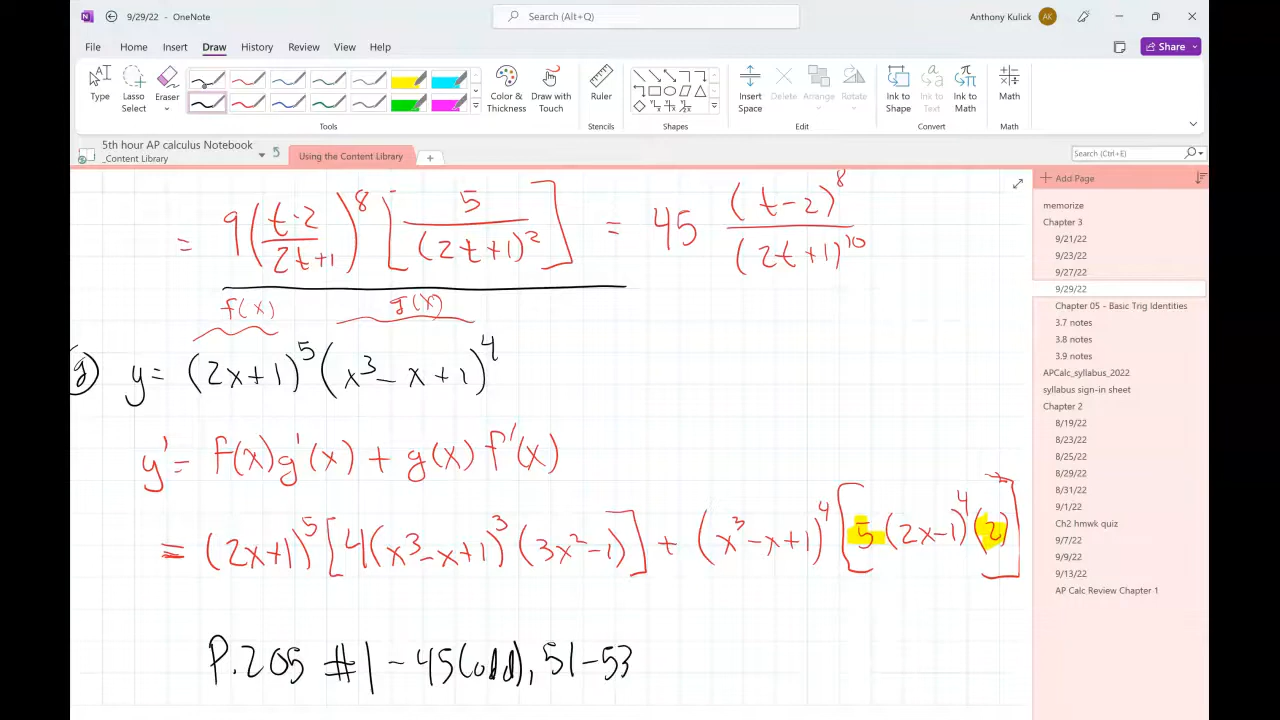 9/29/22 - OneNote
Search (Alt+Q)
Anthony Kulick
AK
File Home Insert Draw History Review View Help
Share
Type
Lasso Select
Eraser
Color & Thickness
Draw with Touch
Ruler
Insert Space
Delete
Arrange
Rotate
Ink to Shape
Ink to Text
Ink to Math
Math
Tools
Stencils
Shapes
Edit
Convert
Math
5th hour AP calculus Notebook
_Content Library
Using the Content Library
+
Search (Ctrl+E)
= 9((t-2)/(2t+1))^8 [5/(2t+1)^2] = 45 (t-2)^8/(2t+1)^10
f(x) g(x)
g) y = (2x+1)^5 (x^3 - x + 1)^4
y' = f(x)g'(x) + g(x) f'(x)
= (2x+1)^5 [4(x^3-x+1)^3 (3x^2-1)] + (x^3-x+1)^4 [5(2x-1)^4 (2)]
P.205 #1-45(odd), 51-53
+ Add Page
memorize
Chapter 3
9/21/22
9/23/22
9/27/22
9/29/22
Chapter 05 - Basic Trig Identities
3.7 notes
3.8 notes
3.9 notes
APCalc_syllabus_2022
syllabus sign-in sheet
Chapter 2
8/19/22
8/23/22
8/25/22
8/29/22
8/31/22
9/1/22
Ch2 hmwk quiz
9/7/22
9/9/22
9/13/22
AP Calc Review Chapter 1